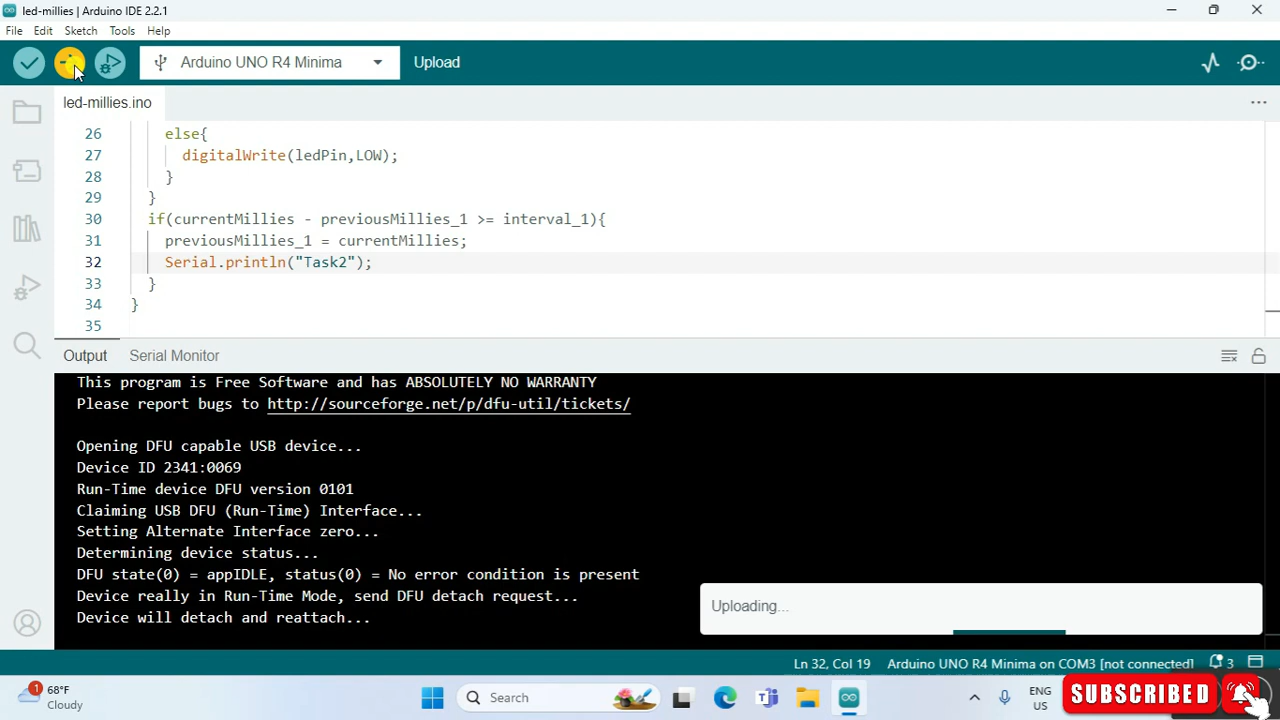 led-millies | Arduino IDE 2.2.1
File Edit Sketch Tools Help
Arduino UNO R4 Minima Upload
led-millies.ino
26 else{
27 digitalWrite(ledPin,LOW);
28 }
29 }
30 if(currentMillies - previousMillies_1 >= interval_1){
31 previousMillies_1 = currentMillies;
32 Serial.println("Task2");
33 }
34 }
35
Output Serial Monitor
This program is Free Software and has ABSOLUTELY NO WARRANTY
Please report bugs to http://sourceforge.net/p/dfu-util/tickets/
Opening DFU capable USB device...
Device ID 2341:0069
Run-Time device DFU version 0101
Claiming USB DFU (Run-Time) Interface...
Setting Alternate Interface zero...
Determining device status...
DFU state(0) = appIDLE, status(0) = No error condition is present
Device really in Run-Time Mode, send DFU detach request...
Device will detach and reattach...
Uploading...
Ln 32, Col 19 Arduino UNO R4 Minima on COM3 [not connected] 3
1 68°F
Cloudy
Search
ENG
US
SUBSCRIBED